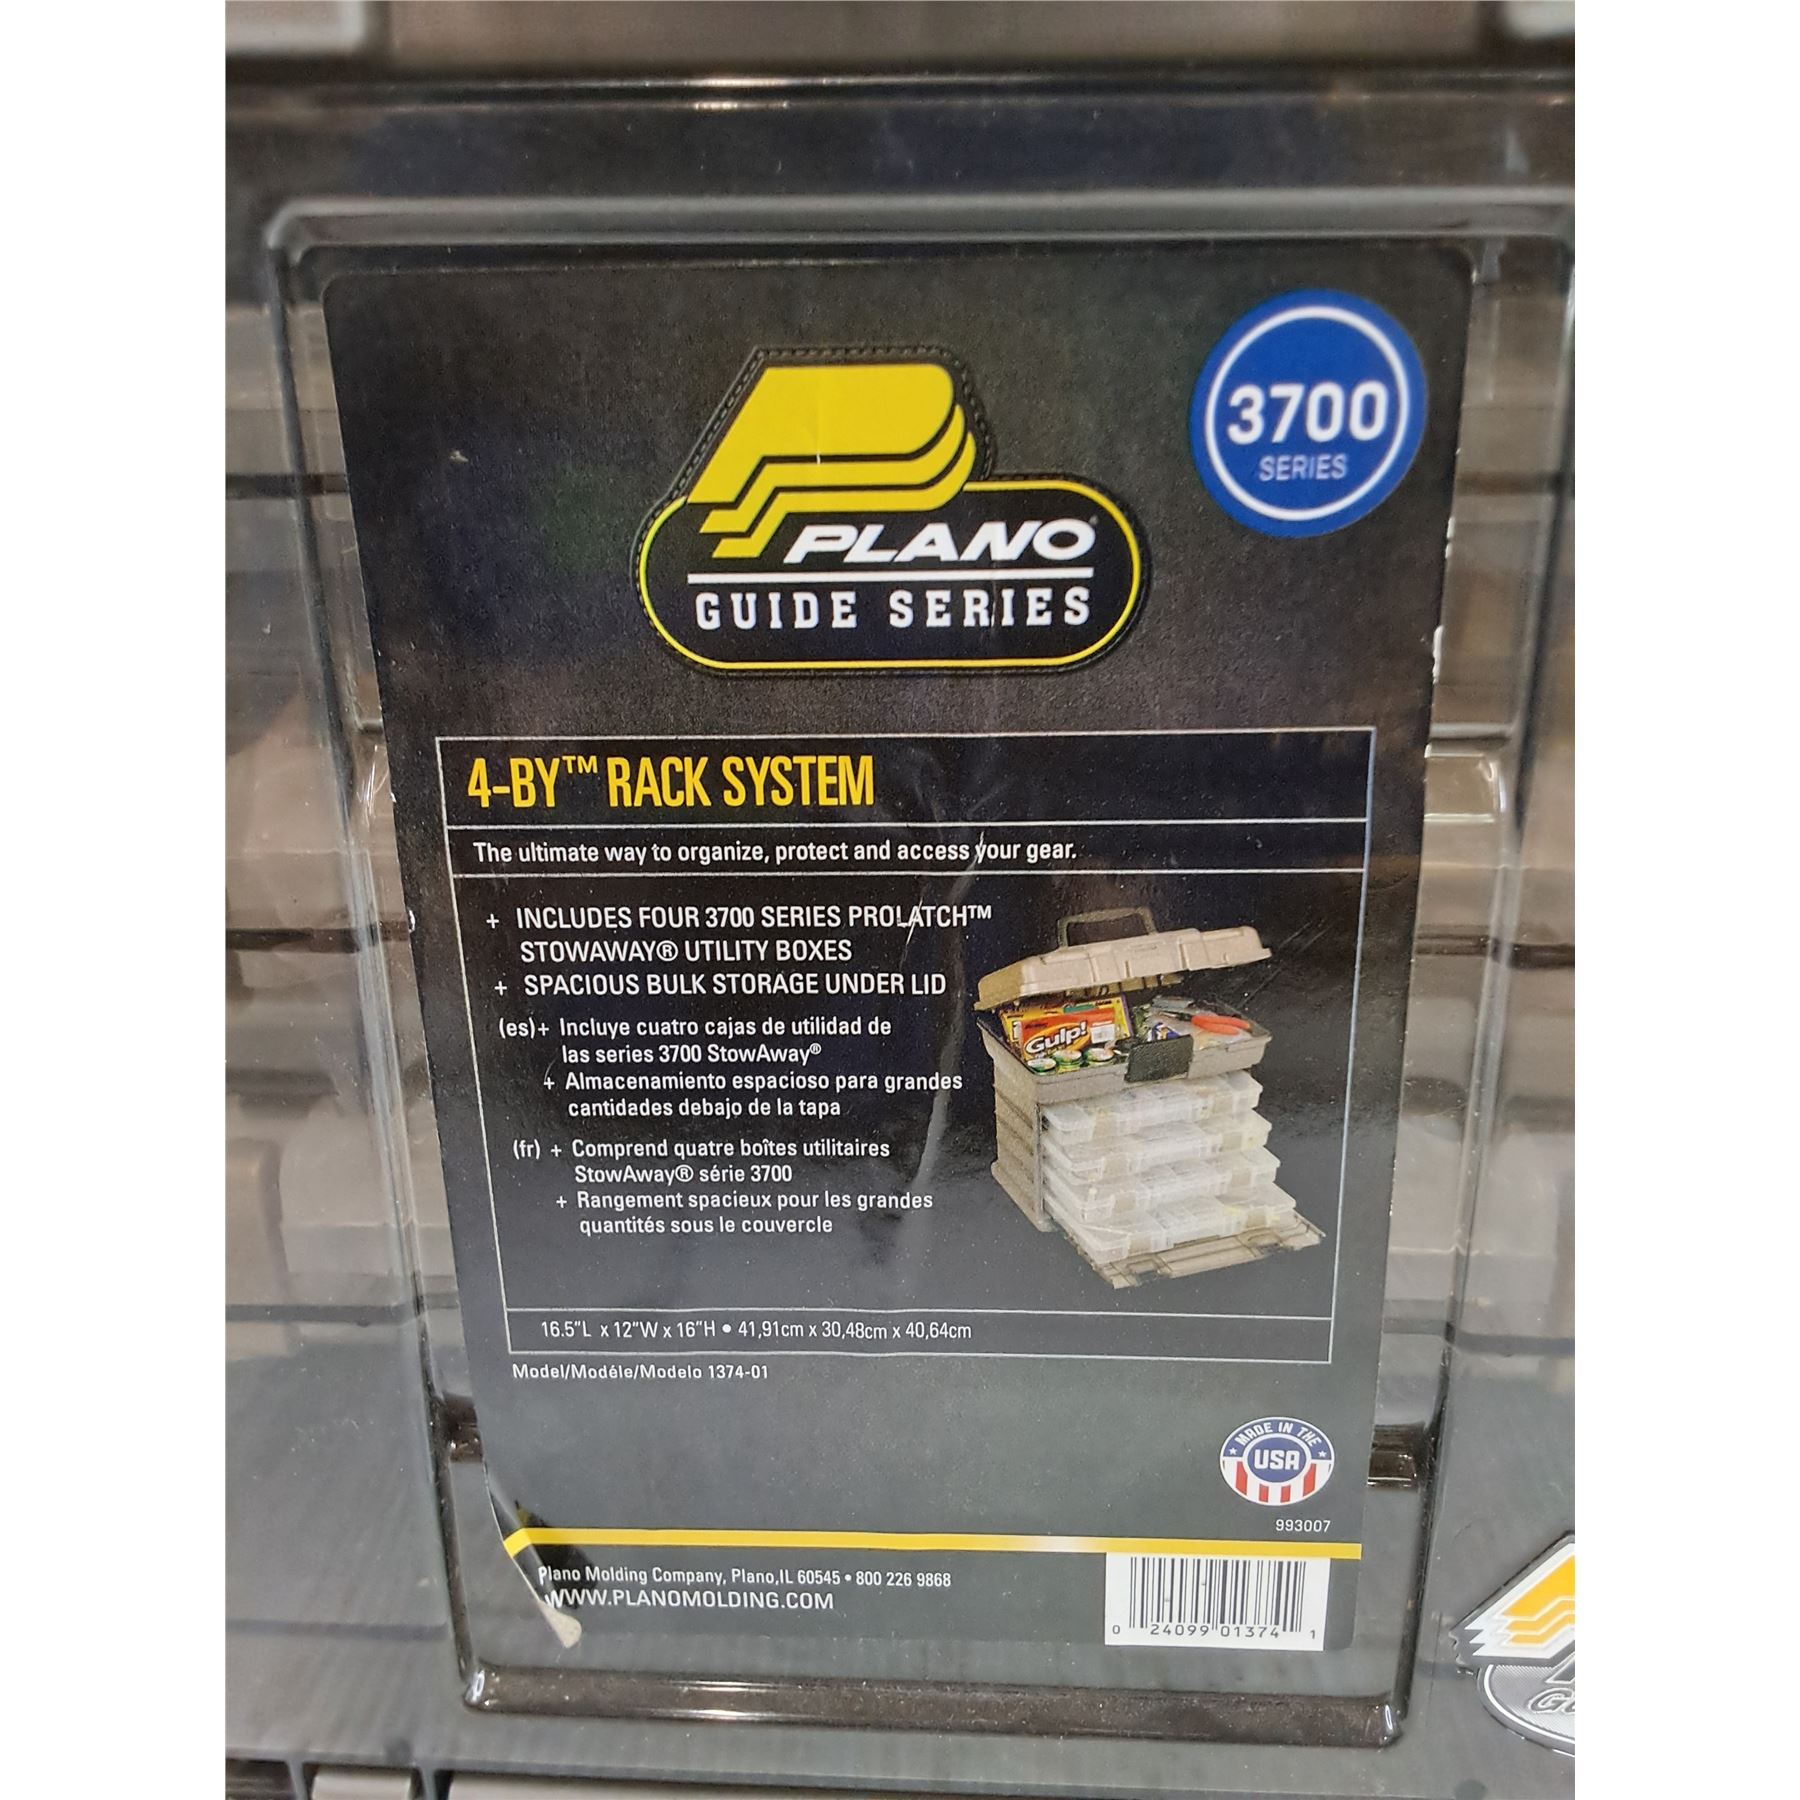 3700
SERIES
PLANO®
GUIDE SERIES
4-BY™ RACK SYSTEM
The ultimate way to organize, protect and access your gear.
+ INCLUDES FOUR 3700 SERIES PROLATCH™
STOWAWAY® UTILITY BOXES
+ SPACIOUS BULK STORAGE UNDER LID
(es)+ Incluye cuatro cajas de utilidad de
las series 3700 StowAway®
+ Almacenamiento espacioso para grandes
cantidades debajo de la tapa
(fr) + Comprend quatre boîtes utilitaires
StowAway® série 3700
+ Rangement spacieux pour les grandes
quantités sous le couvercle
Gulp!
16.5"L x 12"W x 16"H • 41,91cm x 30,48cm x 40,64cm
Model/Modéle/Modelo 1374-01
MADE IN THE
USA
993007
Plano Molding Company, Plano,IL 60545 • 800 226 9868
WWW.PLANOMOLDING.COM
0 24099 01374 1